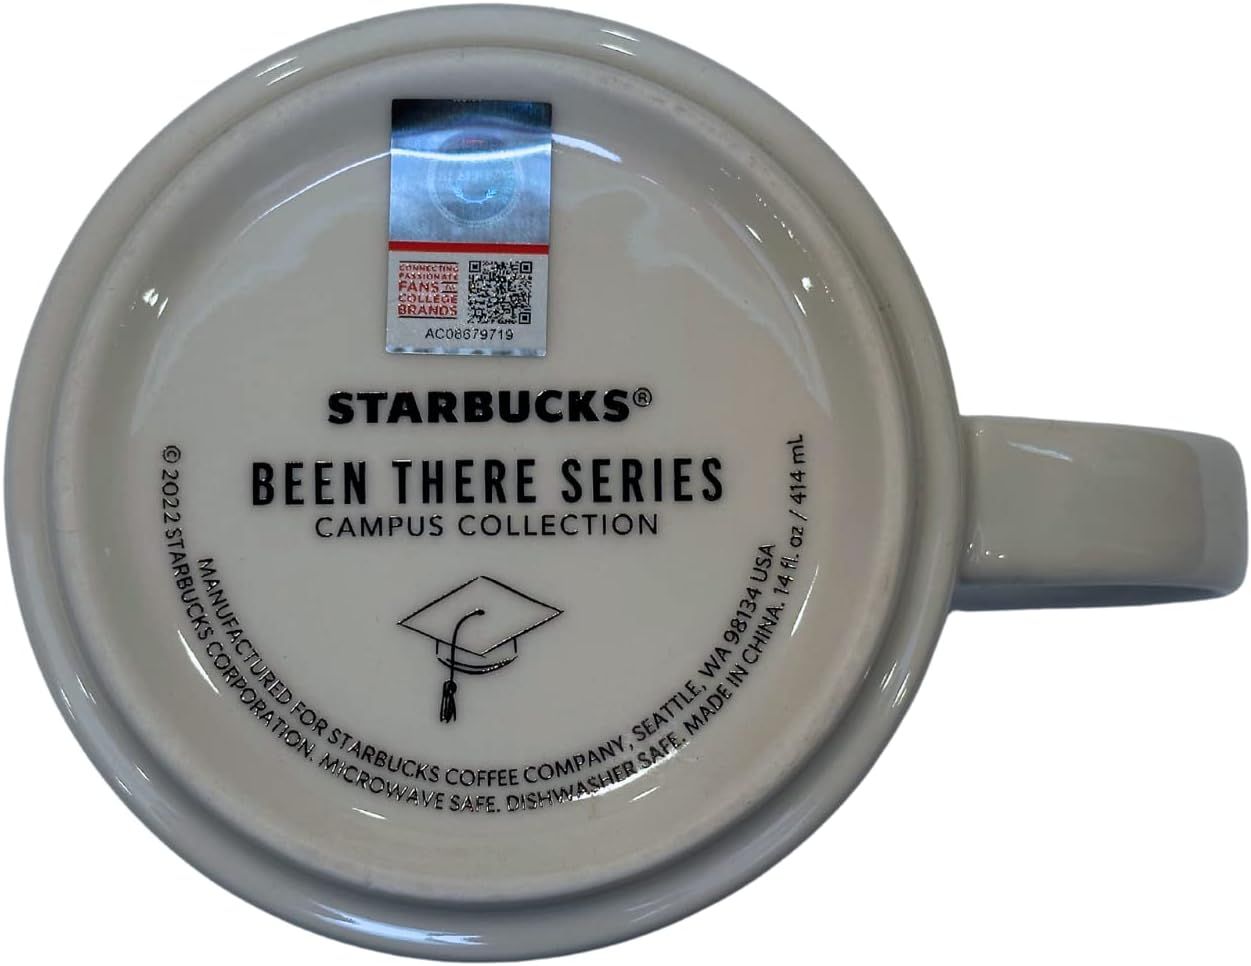 CONNECTING
PASSIONATE
FANS
COLLEGE
BRANDS
AC08679719
STARBUCKS®
BEEN THERE SERIES
CAMPUS COLLECTION
MANUFACTURED FOR STARBUCKS COFFEE COMPANY, SEATTLE, WA 98134 USA
© 2022 STARBUCKS CORPORATION. MICROWAVE SAFE. DISHWASHER SAFE. MADE IN CHINA. 14 fl. oz / 414 mL